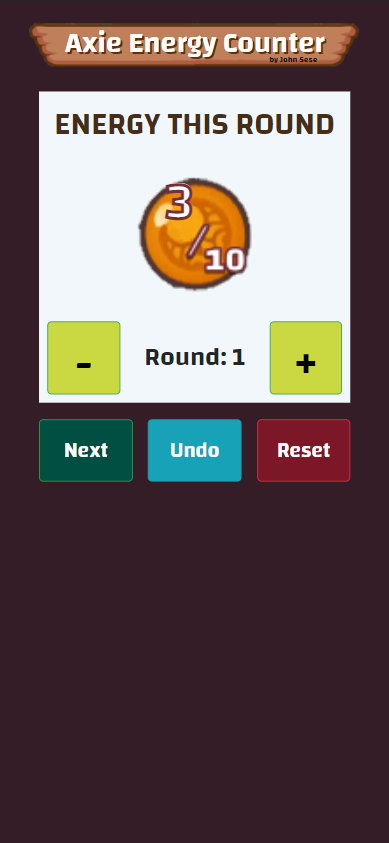 Axie Energy Counter
by John Sese
ENERGY THIS ROUND
3
/10
-
Round: 1
+
Next Undo Reset